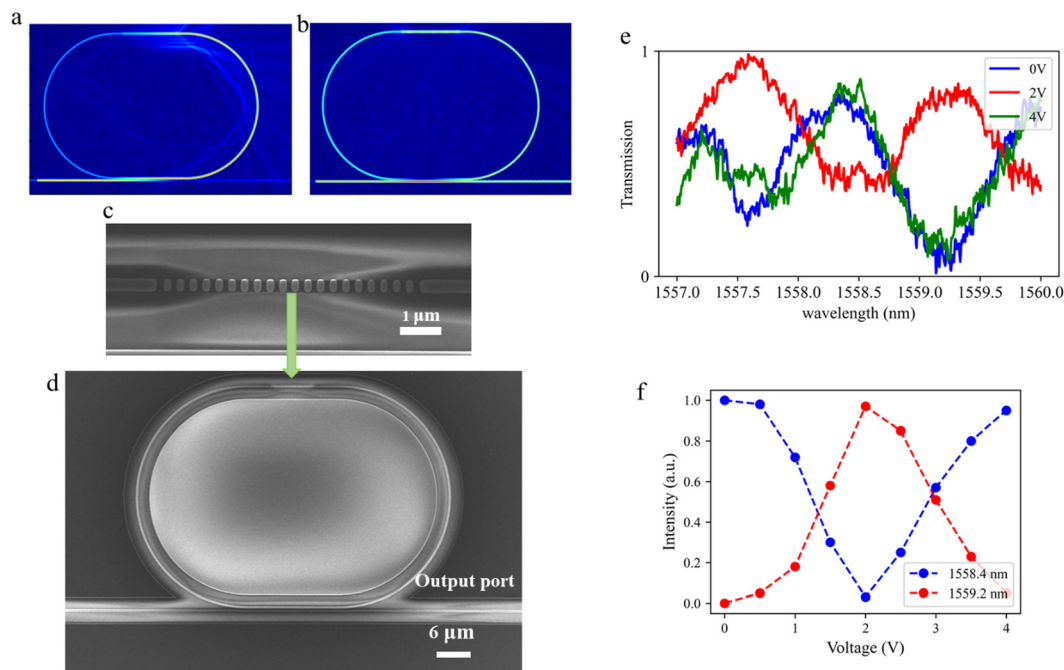 a
b
c
1 μm
d
Output port
6 μm
e
1
0V
2V
4V
Transmission
0
1557.0 1557.5 1558.0 1558.5 1559.0 1559.5 1560.0
wavelength (nm)
f
1.0
0.8
0.6
0.4
0.2
0.0
Intensity (a.u.)
1558.4 nm
1559.2 nm
0 1 2 3 4
Voltage (V)